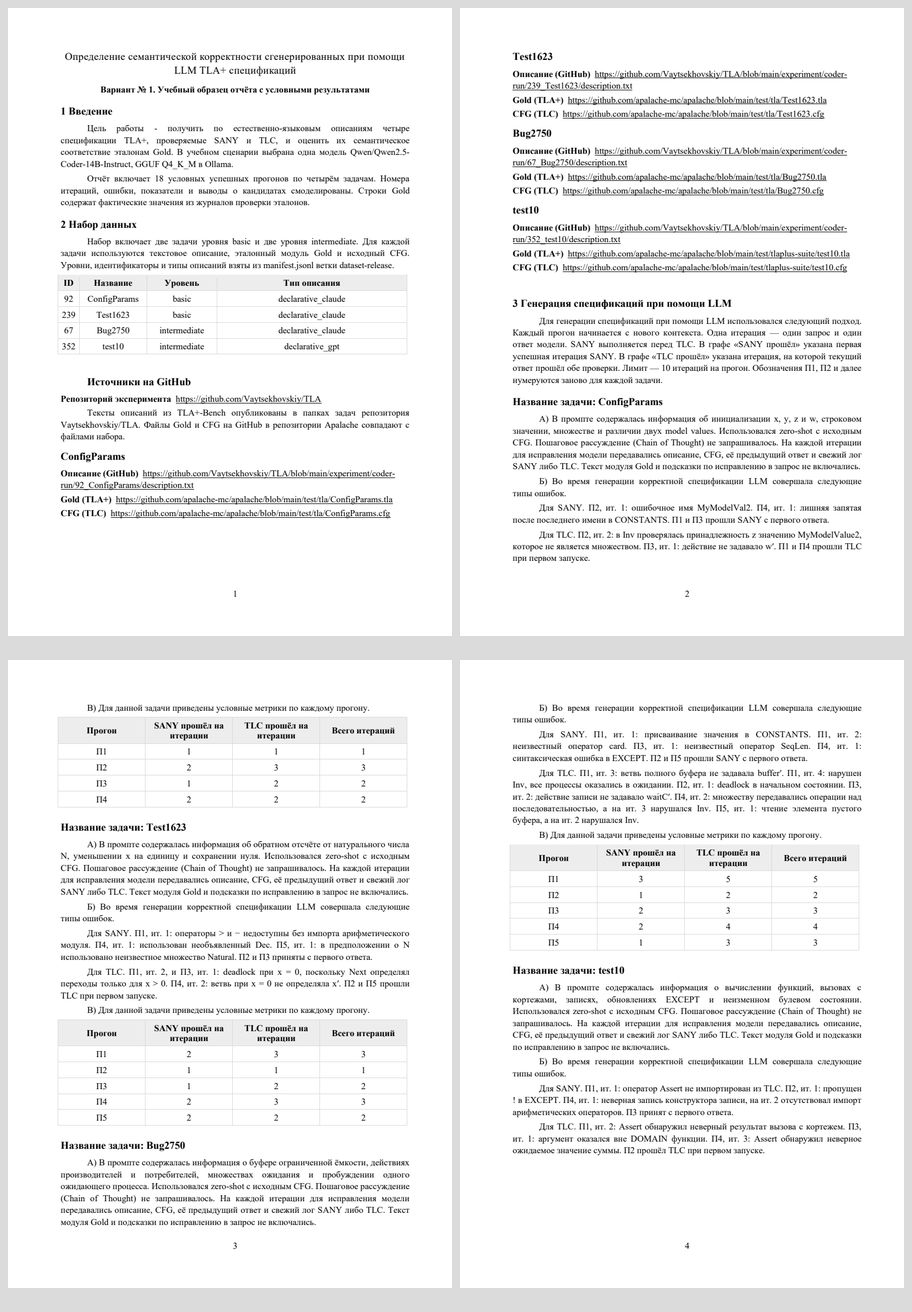 Определение семантической корректности сгенерированных при помощи
LLM TLA+ спецификаций
Вариант № 1. Учебный образец отчёта с условными результатами
1 Введение
Цель работы - получить по естественно-языковым описаниям четыре
спецификации TLA+, проверяемые SANY и TLC, и оценить их семантическое
соответствие эталонам Gold. В учебном сценарии выбрана одна модель Qwen/Qwen2.5-
Coder-14B-Instruct, GGUF Q4_K_M в Ollama.
Отчёт включает 18 условных успешных прогонов по четырём задачам. Номера
итераций, ошибки, показатели и выводы о кандидатах смоделированы. Строки Gold
содержат фактические значения из журналов проверки эталонов.
2 Набор данных
Набор включает две задачи уровня basic и две уровня intermediate. Для каждой
задачи используются текстовое описание, эталонный модуль Gold и исходный CFG.
Уровни, идентификаторы и типы описаний взяты из manifest.jsonl ветки dataset-release.
ID Название Уровень Тип описания
92 ConfigParams basic declarative_claude
239 Test1623 basic declarative_claude
67 Bug2750 intermediate declarative_claude
352 test10 intermediate declarative_gpt
Источники на GitHub
Репозиторий эксперимента https://github.com/Vaytsekhovskiy/TLA
Тексты описаний из TLA+-Bench опубликованы в папках задач репозитория
Vaytsekhovskiy/TLA. Файлы Gold и CFG на GitHub в репозитории Apalache совпадают с
файлами набора.
ConfigParams
Описание (GitHub) https://github.com/Vaytsekhovskiy/TLA/blob/main/experiment/coder-
run/92_ConfigParams/description.txt
Gold (TLA+) https://github.com/apalache-mc/apalache/blob/main/test/tla/ConfigParams.tla
CFG (TLC) https://github.com/apalache-mc/apalache/blob/main/test/tla/ConfigParams.cfg
1
Test1623
Описание (GitHub) https://github.com/Vaytsekhovskiy/TLA/blob/main/experiment/coder-
run/239_Test1623/description.txt
Gold (TLA+) https://github.com/apalache-mc/apalache/blob/main/test/tla/Test1623.tla
CFG (TLC) https://github.com/apalache-mc/apalache/blob/main/test/tla/Test1623.cfg
Bug2750
Описание (GitHub) https://github.com/Vaytsekhovskiy/TLA/blob/main/experiment/coder-
run/67_Bug2750/description.txt
Gold (TLA+) https://github.com/apalache-mc/apalache/blob/main/test/tla/Bug2750.tla
CFG (TLC) https://github.com/apalache-mc/apalache/blob/main/test/tla/Bug2750.cfg
test10
Описание (GitHub) https://github.com/Vaytsekhovskiy/TLA/blob/main/experiment/coder-
run/352_test10/description.txt
Gold (TLA+) https://github.com/apalache-mc/apalache/blob/main/test/tlaplus-suite/test10.tla
CFG (TLC) https://github.com/apalache-mc/apalache/blob/main/test/tlaplus-suite/test10.cfg
3 Генерация спецификаций при помощи LLM
Для генерации спецификаций при помощи LLM использовался следующий подход.
Каждый прогон начинается с нового контекста. Одна итерация — один запрос и один
ответ модели. SANY выполняется перед TLC. В графе «SANY прошёл» указана первая
успешная итерация SANY. В графе «TLC прошёл» указана итерация, на которой текущий
ответ прошёл обе проверки. Лимит — 10 итераций на прогон. Обозначения П1, П2 и далее
нумеруются заново для каждой задачи.
Название задачи: ConfigParams
А) В промпте содержалась информация об инициализации x, y, z и w, строковом
значении, множестве и различии двух model values. Использовался zero-shot с исходным
CFG. Пошаговое рассуждение (Chain of Thought) не запрашивалось. На каждой итерации
для исправления модели передавались описание, CFG, её предыдущий ответ и свежий лог
SANY либо TLC. Текст модуля Gold и подсказки по исправлению в запрос не включались.
Б) Во время генерации корректной спецификации LLM совершала следующие
типы ошибок.
Для SANY. П2, ит. 1: ошибочное имя MyModelVal2. П4, ит. 1: лишняя запятая
после последнего имени в CONSTANTS. П1 и П3 прошли SANY с первого ответа.
Для TLC. П2, ит. 2: в Inv проверялась принадлежность z значению MyModelValue2,
которое не является множеством. П3, ит. 1: действие не задавало w'. П1 и П4 прошли TLC
при первом запуске.
2
В) Для данной задачи приведены условные метрики по каждому прогону.
Прогон SANY прошёл на итерации TLC прошёл на итерации Всего итераций
П1 1 1 1
П2 2 3 3
П3 1 2 2
П4 2 2 2
Название задачи: Test1623
А) В промпте содержалась информация об обратном отсчёте от натурального числа
N, уменьшении x на единицу и сохранении нуля. Использовался zero-shot с исходным
CFG. Пошаговое рассуждение (Chain of Thought) не запрашивалось. На каждой итерации
для исправления модели передавались описание, CFG, её предыдущий ответ и свежий лог
SANY либо TLC. Текст модуля Gold и подсказки по исправлению в запрос не включались.
Б) Во время генерации корректной спецификации LLM совершала следующие
типы ошибок.
Для SANY. П1, ит. 1: операторы > и − недоступны без импорта арифметического
модуля. П4, ит. 1: использован необъявленный Dec. П5, ит. 1: в предположении о N
использовано неизвестное множество Natural. П2 и П3 приняты с первого ответа.
Для TLC. П1, ит. 2, и П3, ит. 1: deadlock при x = 0, поскольку Next определял
переходы только для x > 0. П4, ит. 2: ветвь при x = 0 не определяла x'. П2 и П5 прошли
TLC при первом запуске.
В) Для данной задачи приведены условные метрики по каждому прогону.
Прогон SANY прошёл на итерации TLC прошёл на итерации Всего итераций
П1 2 3 3
П2 1 1 1
П3 1 2 2
П4 2 3 3
П5 2 2 2
Название задачи: Bug2750
А) В промпте содержалась информация о буфере ограниченной ёмкости, действиях
производителей и потребителей, множествах ожидания и пробуждении одного
ожидающего процесса. Использовался zero-shot с исходным CFG. Пошаговое рассуждение
(Chain of Thought) не запрашивалось. На каждой итерации для исправления модели
передавались описание, CFG, её предыдущий ответ и свежий лог SANY либо TLC. Текст
модуля Gold и подсказки по исправлению в запрос не включались.
3
Б) Во время генерации корректной спецификации LLM совершала следующие
типы ошибок.
Для SANY. П1, ит. 1: присваивание значения в CONSTANTS. П1, ит. 2:
неизвестный оператор card. П3, ит. 1: неизвестный оператор SeqLen. П4, ит. 1:
синтаксическая ошибка в EXCEPT. П2 и П5 прошли SANY с первого ответа.
Для TLC. П1, ит. 3: ветвь полного буфера не задавала buffer'. П1, ит. 4: нарушен
Inv, все процессы оказались в ожидании. П2, ит. 1: deadlock в начальном состоянии. П3,
ит. 2: действие записи не задавало waitC'. П4, ит. 2: множеству передавались операции над
последовательностью, а на ит. 3 нарушался Inv. П5, ит. 1: чтение элемента пустого
буфера, а на ит. 2 нарушался Inv.
В) Для данной задачи приведены условные метрики по каждому прогону.
Прогон SANY прошёл на итерации TLC прошёл на итерации Всего итераций
П1 3 5 5
П2 1 2 2
П3 2 3 3
П4 2 4 4
П5 1 3 3
Название задачи: test10
А) В промпте содержалась информация о вычислении функций, вызовах с
кортежами, записях, обновлениях EXCEPT и неизменном булевом состоянии.
Использовался zero-shot с исходным CFG. Пошаговое рассуждение (Chain of Thought) не
запрашивалось. На каждой итерации для исправления модели передавались описание,
CFG, её предыдущий ответ и свежий лог SANY либо TLC. Текст модуля Gold и подсказки
по исправлению в запрос не включались.
Б) Во время генерации корректной спецификации LLM совершала следующие
типы ошибок.
Для SANY. П1, ит. 1: оператор Assert не импортирован из TLC. П2, ит. 1: пропущен
! в EXCEPT. П4, ит. 1: неверная запись конструктора записи, на ит. 2 отсутствовал импорт
арифметических операторов. П3 принят с первого ответа.
Для TLC. П1, ит. 2: Assert обнаружил неверный результат вызова с кортежем. П3,
ит. 1: аргумент оказался вне DOMAIN функции. П4, ит. 3: Assert обнаружил неверное
ожидаемое значение суммы. П2 прошёл TLC при первом запуске.
4